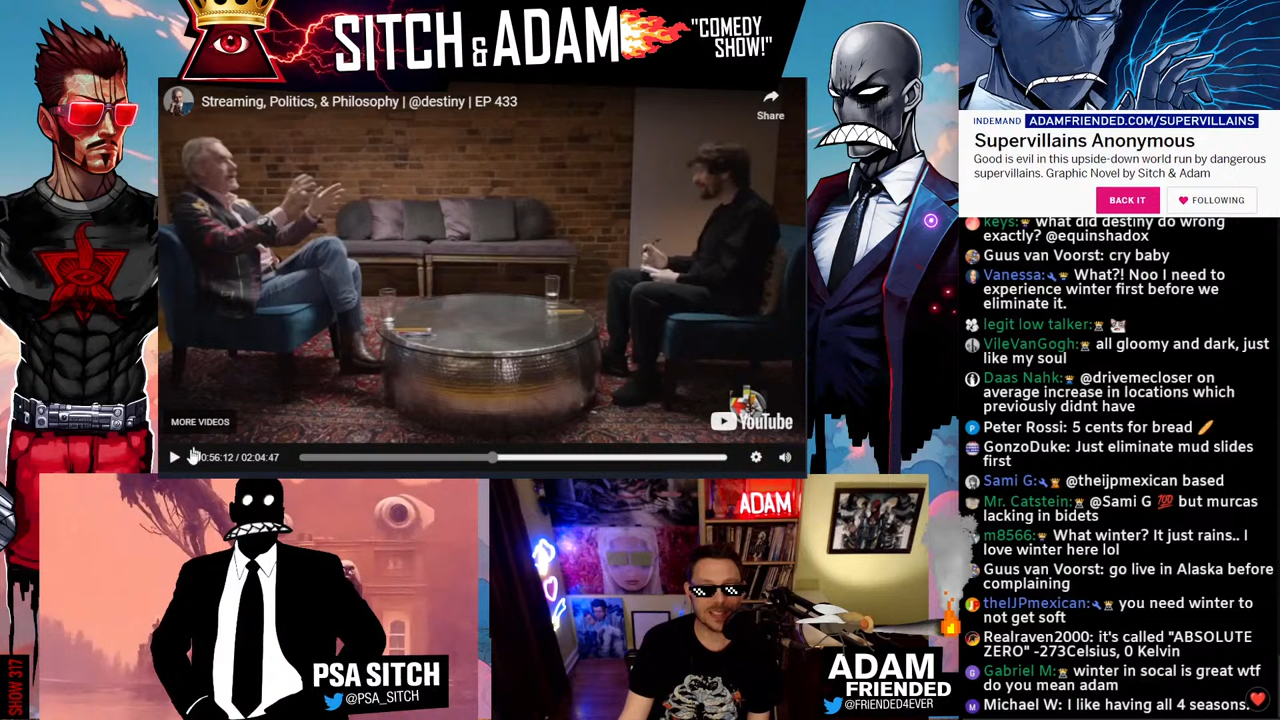 SITCH & ADAM
"COMEDY
SHOW!"
Streaming, Politics, & Philosophy | @destiny | EP 433
Share
MORE VIDEOS
YouTube
0:56:12 / 02:04:47
INDEMAND ADAMFRIENDED.COM/SUPERVILLAINS
Supervillains Anonymous
Good is evil in this upside-down world run by dangerous
supervillains. Graphic Novel by Sitch & Adam
BACK IT
FOLLOWING
keys: what did destiny do wrong
exactly? @equinshadox
Guus van Voorst: cry baby
Vanessa: What?! Noo I need to
experience winter first before we
eliminate it.
legit low talker:
VileVanGogh: all gloomy and dark, just
like my soul
Daas Nahk: @drivemecloser on
average increase in locations which
previously didnt have
Peter Rossi: 5 cents for bread
GonzoDuke: Just eliminate mud slides
first
Sami G: @theijpmexican based
Mr. Catstein: @Sami G 💯 but murcas
lacking in bidets
m8566: What winter? It just rains.. I
love winter here lol
Guus van Voorst: go live in Alaska before
complaining
theIJPmexican: you need winter to
not get soft
Realraven2000: it's called "ABSOLUTE
ZERO" -273Celsius, 0 Kelvin
Gabriel M: winter in socal is great wtf
do you mean adam
Michael W: I like having all 4 seasons.
SHOW 317
PSA SITCH
@PSA_SITCH
ADAM
ADAM
FRIENDED
@FRIENDED4EVER